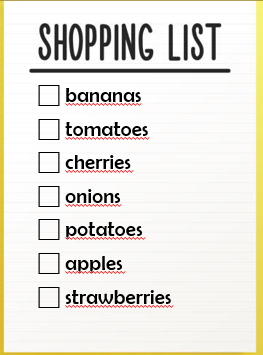 SHOPPING LIST
bananas
tomatoes
cherries
onions
potatoes
apples
strawberries